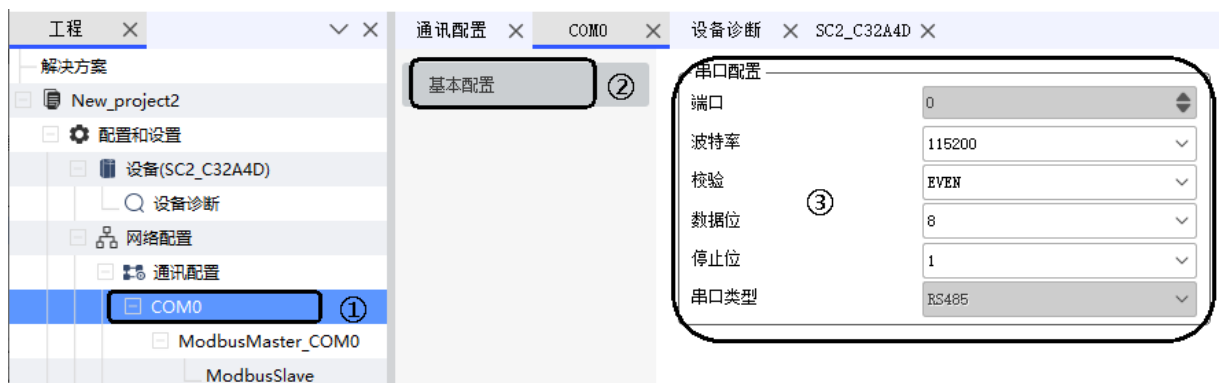 工程
通讯配置 COM0 设备诊断 SC2_C32A4D
解决方案
New_project2
配置和设置
设备(SC2_C32A4D)
设备诊断
网络配置
通讯配置
COM0 ①
ModbusMaster_COM0
ModbusSlave
基本配置 ②
串口配置
端口 0
波特率 115200
校验 EVEN
③
数据位 8
停止位 1
串口类型 RS485